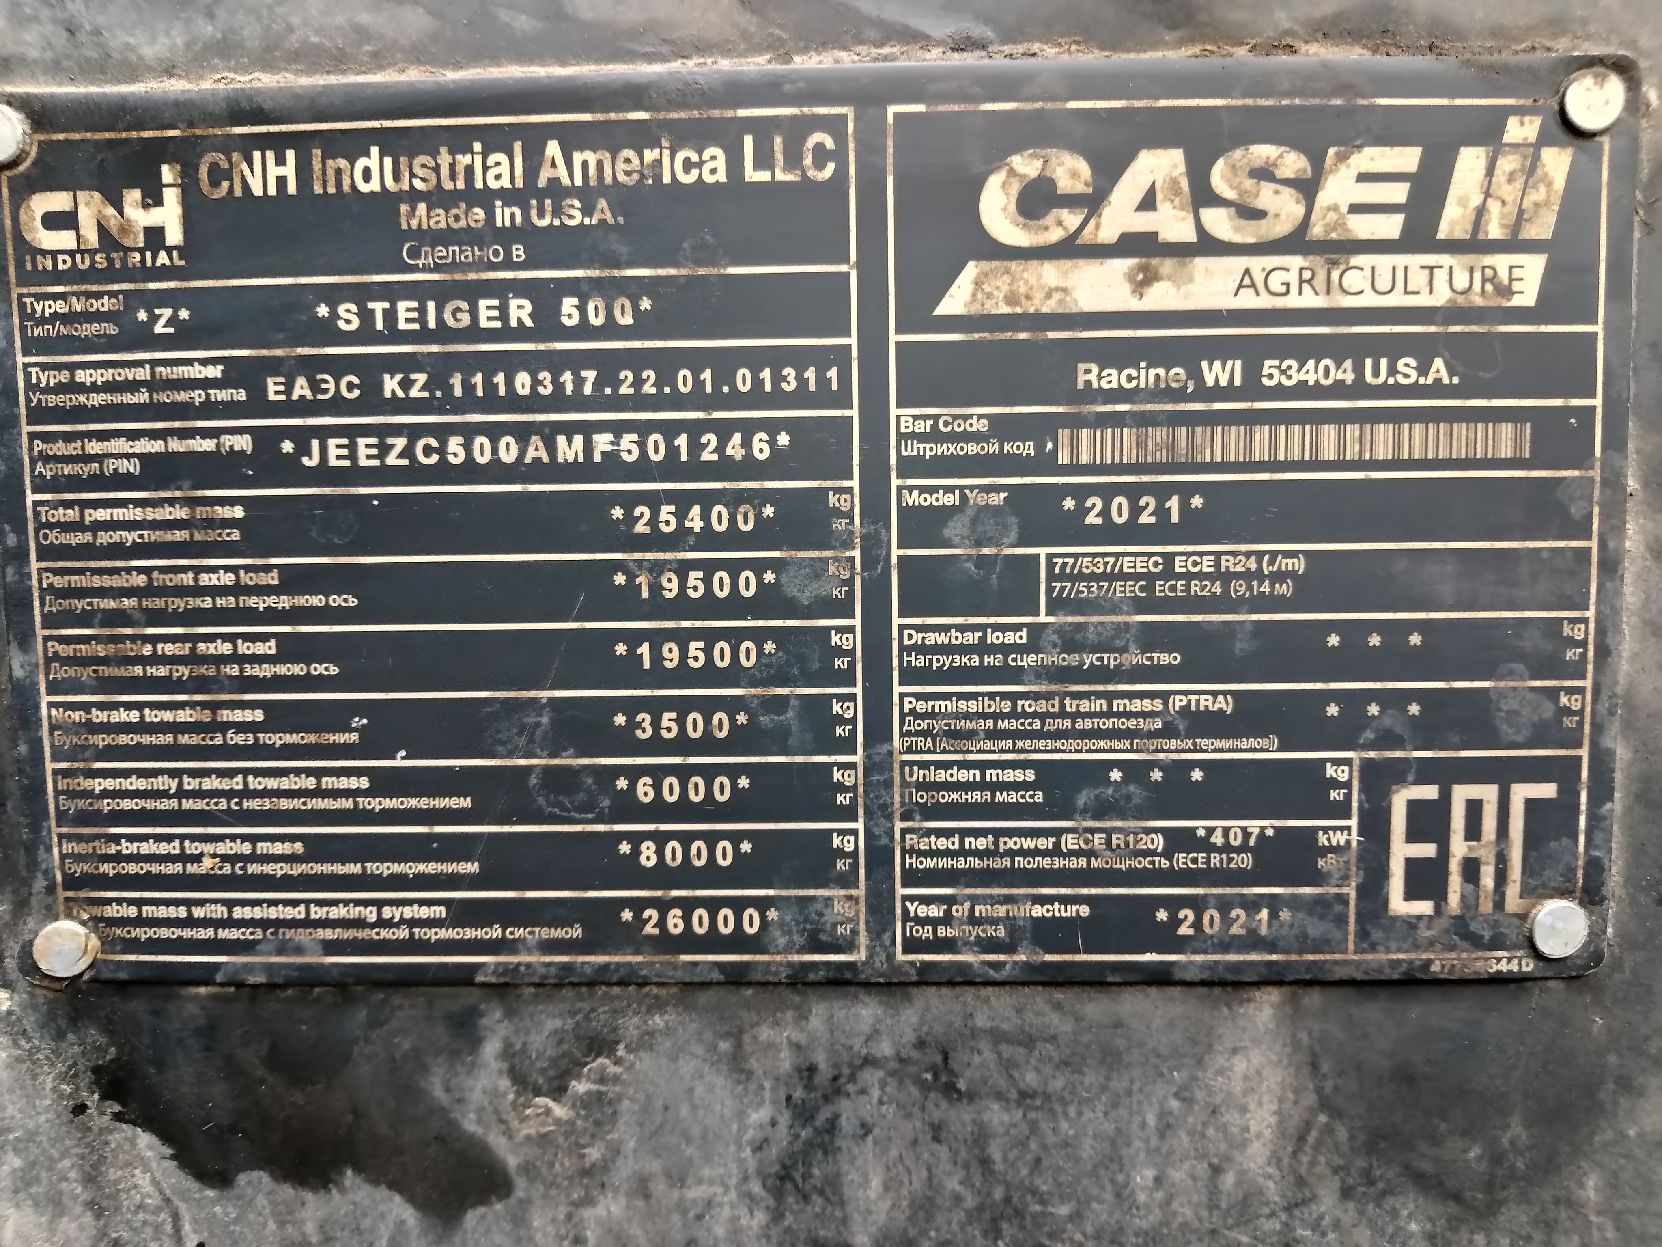 CNH
INDUSTRIAL
CNH Industrial America LLC
Made in U.S.A.
Сделано в
Type/Model
Тип/модель
*Z* *STEIGER 500*
Type approval number
Утвержденный номер типа
ЕАЭС KZ.1110317.22.01.01311
Product Identification Number (PIN)
Артикул (PIN)
*JEEZC500AMF501246*
Total permissable mass
Общая допустимая масса
*25400* kg
кг
Permissable front axle load
Допустимая нагрузка на переднюю ось
*19500* kg
кг
Permissable rear axle load
Допустимая нагрузка на заднюю ось
*19500* kg
кг
Non-brake towable mass
Буксировочная масса без торможения
*3500* kg
кг
Independently braked towable mass
Буксировочная масса с независимым торможением
*6000* kg
кг
Inertia-braked towable mass
Буксировочная масса с инерционным торможением
*8000* kg
кг
Towable mass with assisted braking system
Буксировочная масса с гидравлической тормозной системой
*26000* kg
кг
CASE IH
AGRICULTURE
Racine, WI 53404 U.S.A.
Bar Code
Штриховой код *
Model Year
*2021*
77/537/EEC ECE R24 (./m)
77/537/EEC ECE R24 (9,14 м)
Drawbar load
Нагрузка на сцепное устройство
* * * kg
кг
Permissible road train mass (PTRA)
Допустимая масса для автопоезда
(PTRA [Ассоциация железнодорожных портовых терминалов])
* * * kg
кг
Unladen mass
Порожняя масса
* * * kg
кг
Rated net power (ECE R120) *407* kW
Номинальная полезная мощность (ECE R120) кВт
Year of manufacture
Год выпуска
*2021*
EAC